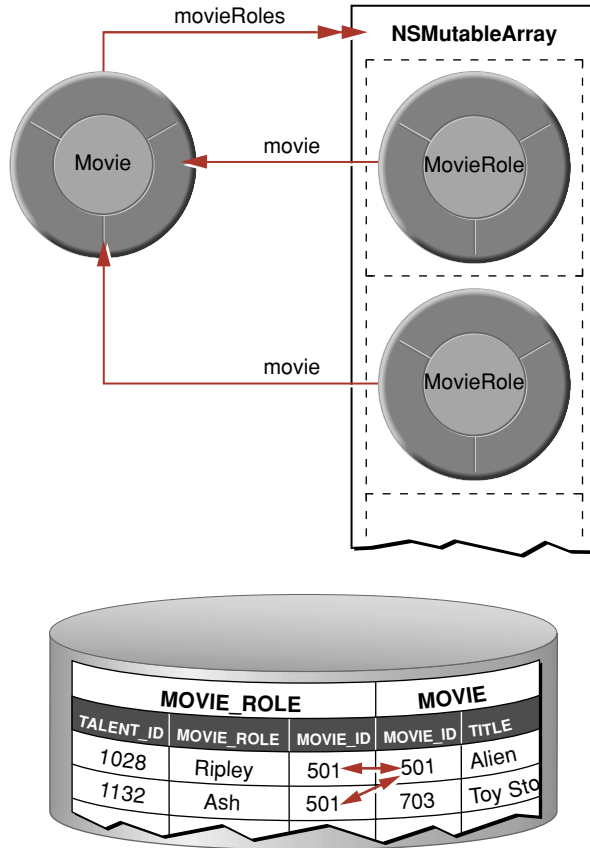 movieRoles
NSMutableArray
Movie
movie
MovieRole
movie
MovieRole
MOVIE_ROLE MOVIE
TALENT_ID MOVIE_ROLE MOVIE_ID MOVIE_ID TITLE
1028 Ripley 501 501 Alien
1132 Ash 501 703 Toy Sto